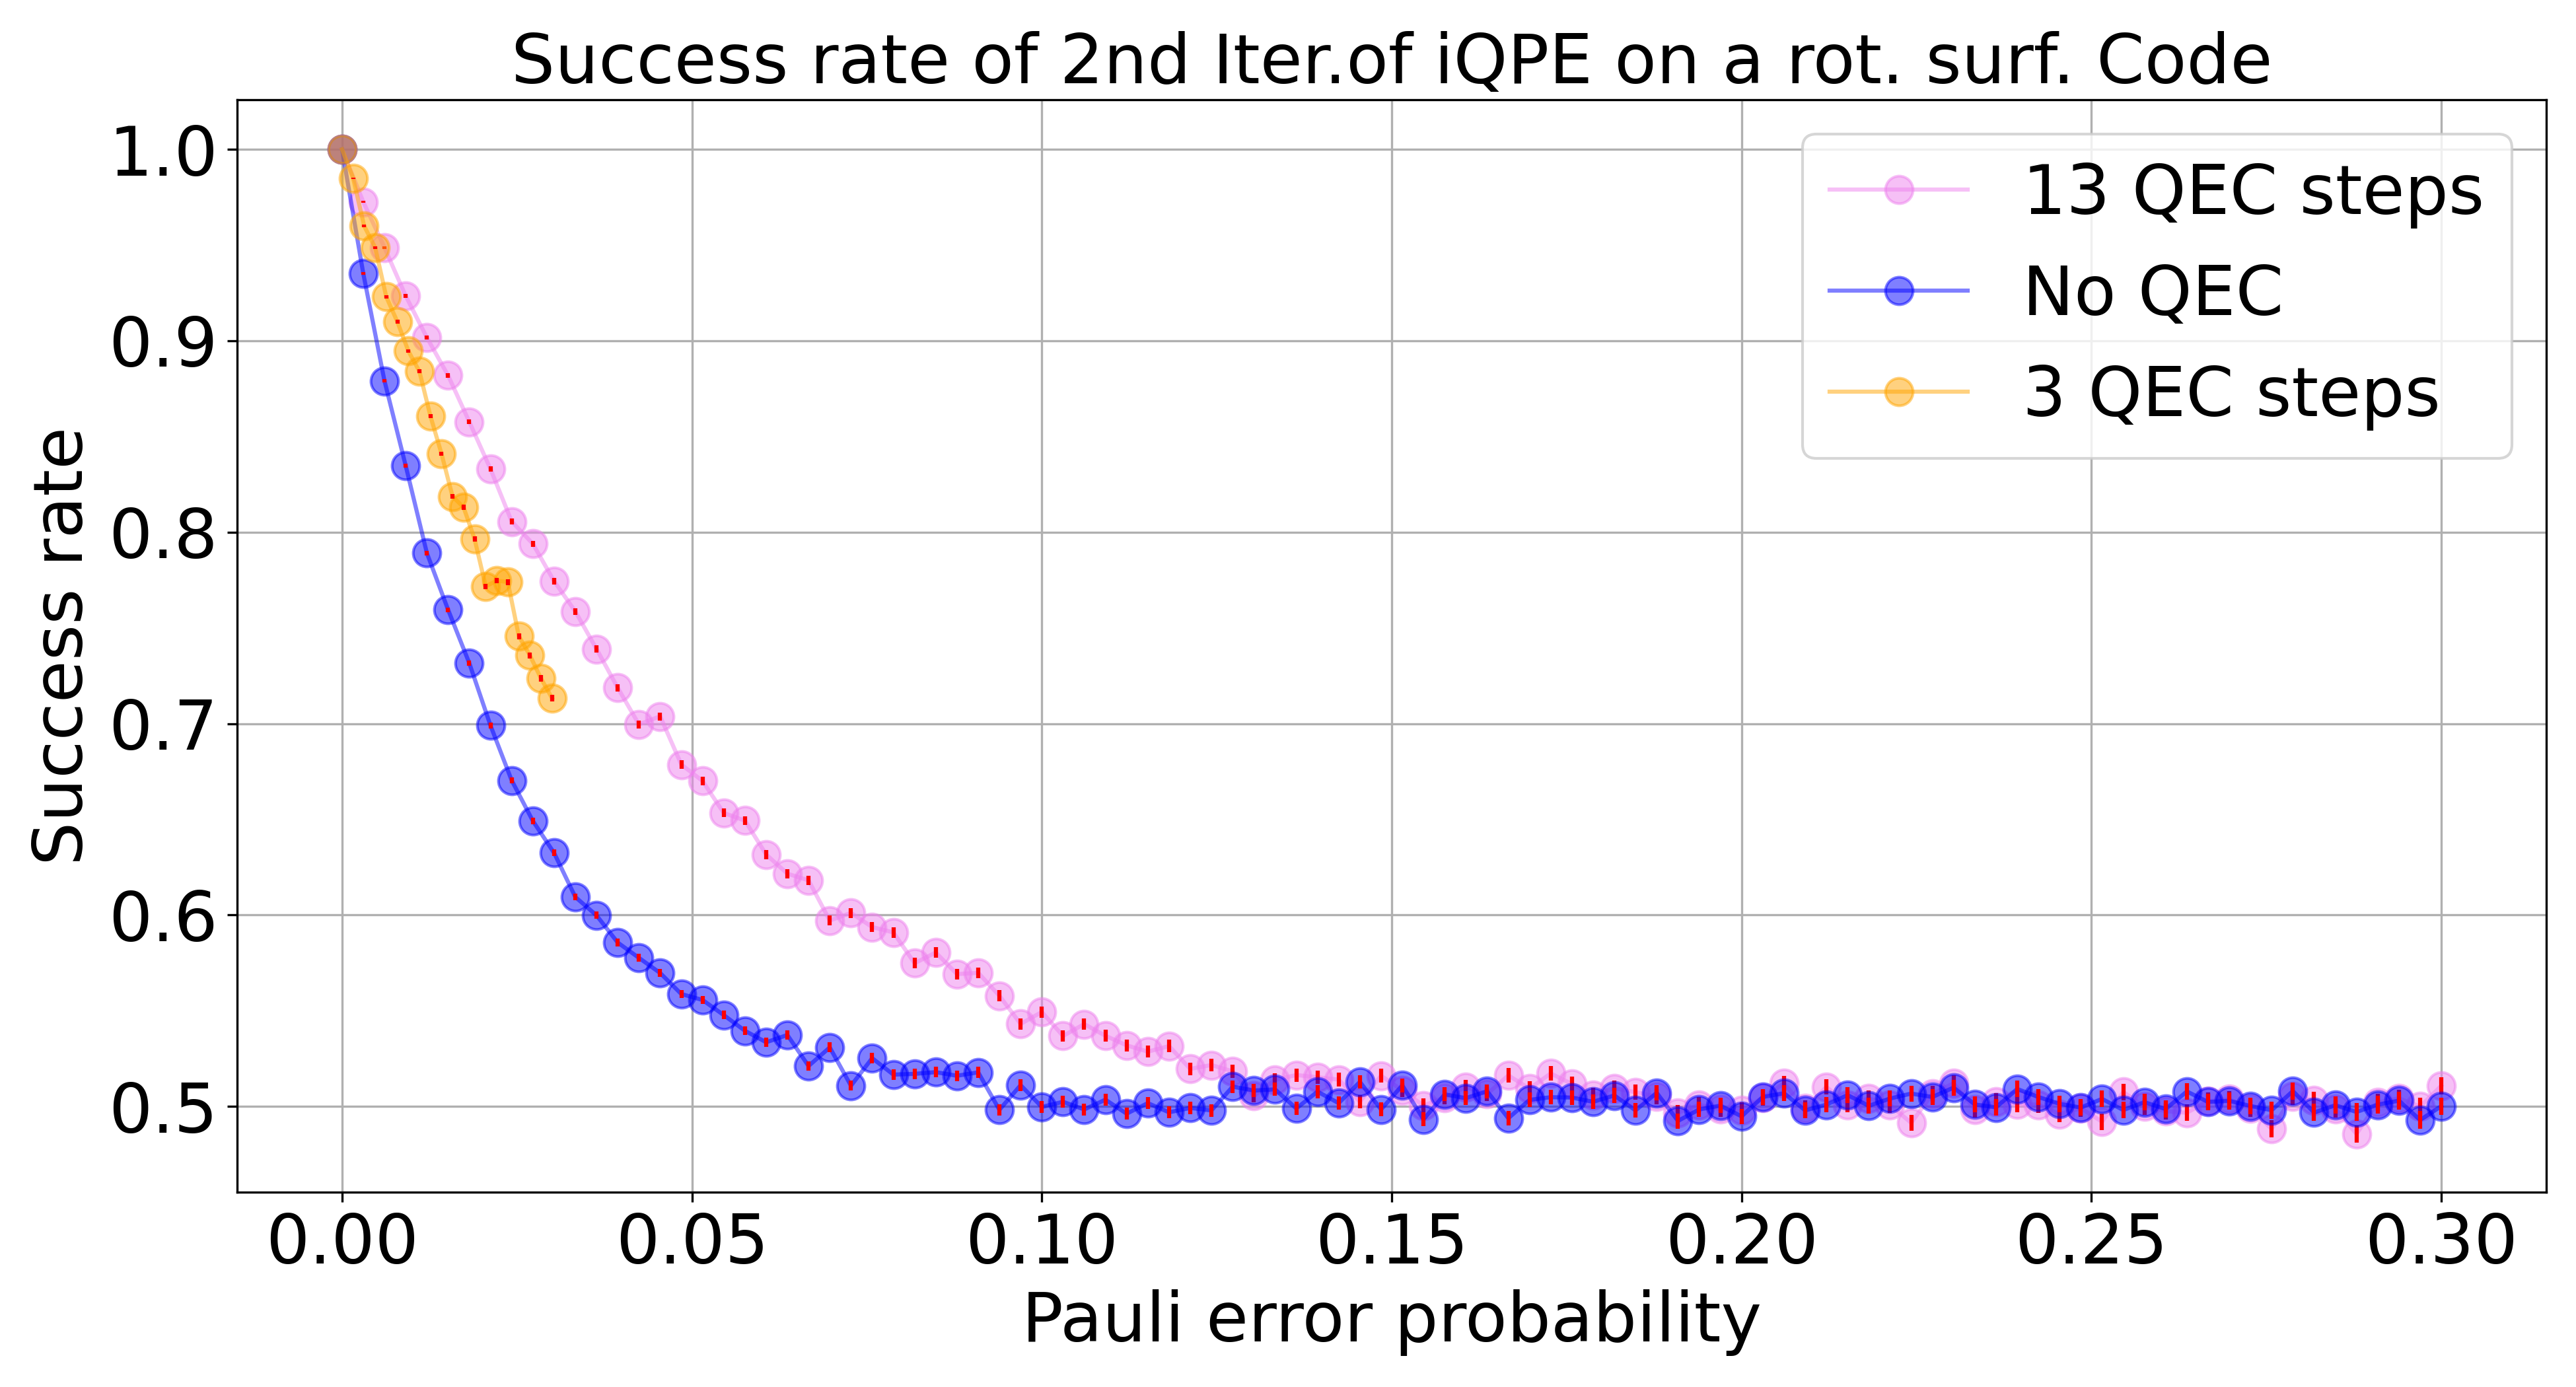 Success rate of 2nd Iter.of iQPE on a rot. surf. Code
13 QEC steps
No QEC
3 QEC steps
Success rate
1.0
0.9
0.8
0.7
0.6
0.5
0.00 0.05 0.10 0.15 0.20 0.25 0.30
Pauli error probability